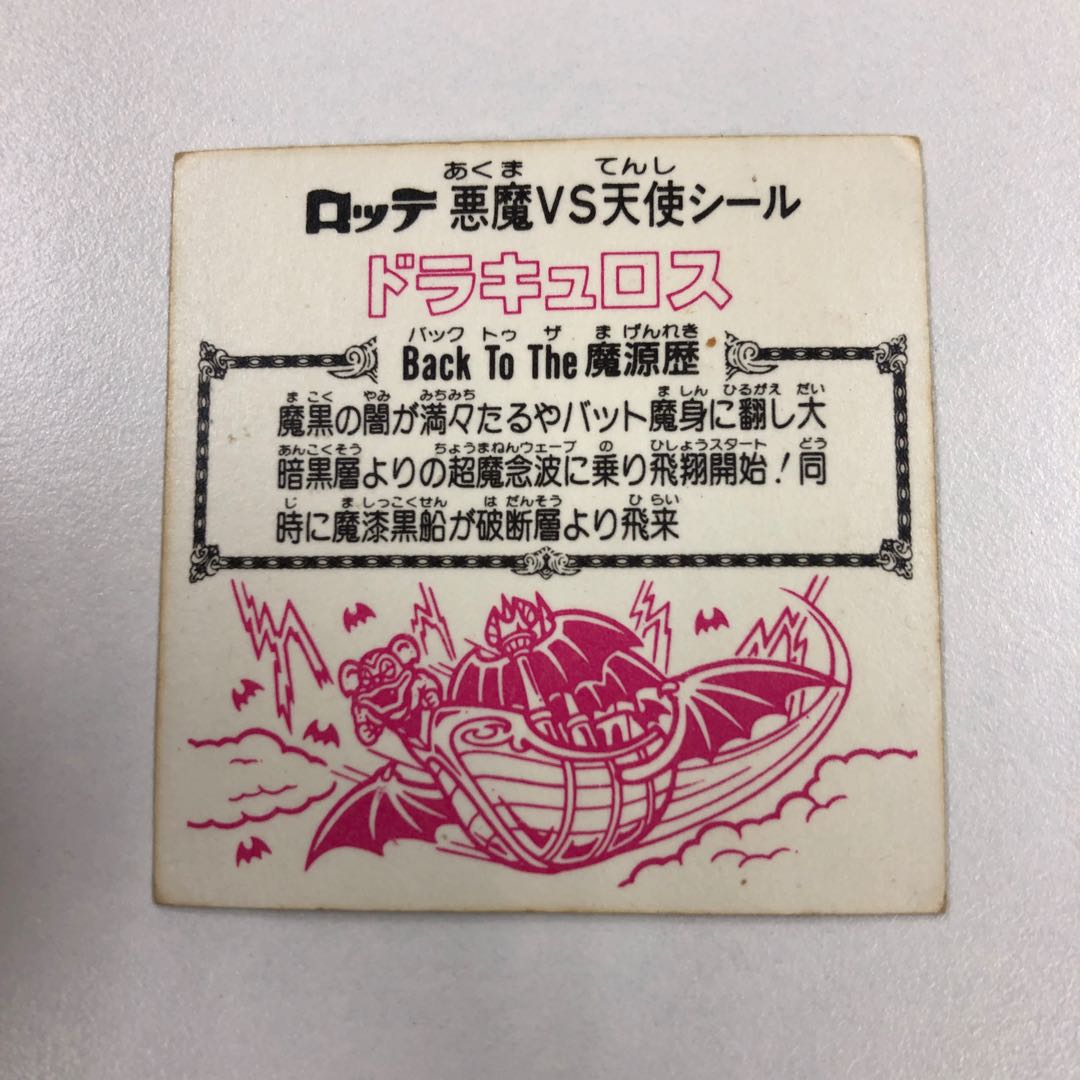 あくま てんし
ロッテ 悪魔VS天使シール
ドラキュロス
バック トゥ ザ ま げんれき
Back To The 魔源歴
ま こく やみ みちみち ま しん ひるがえ だい
魔黒の闇が満々たるやバット魔身に翻し大
あんこくそう ちょうまねんウェーブ の ひしょうスタート どう
暗黒層よりの超魔念波に乗り飛翔開始！同
じ ま しっこくせん は だんそう ひ らい
時に魔漆黒船が破断層より飛来